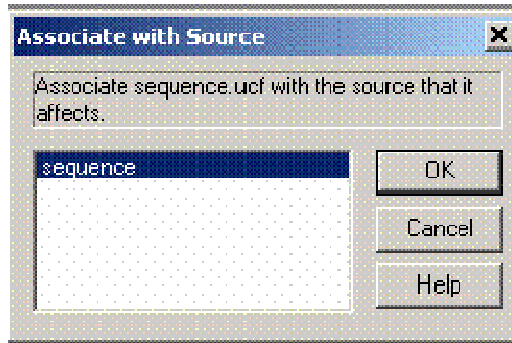 Associate with Source
Associate sequence.ucf with the source that it
affects.
sequence
OK
Cancel
Help